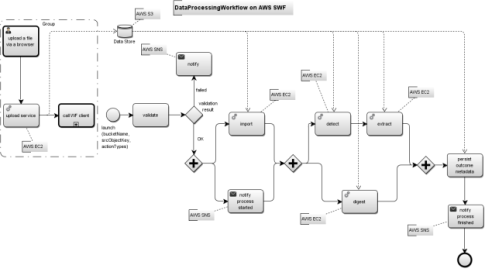 DataProcessingWorkflow on AWS SWF
Group
AWS S3
upload a file
via a browser
Data Store
AWS SNS
notify
failed
AWS EC2
AWS EC2
AWS EC2
validation
result
upload service
call WF client
validate
import
detect
extract
launch
(bucketName,
srcObjectKey,
actionTypes)
OK
AWS EC2
persist
outcome
metadata
notify
process
started
digest
AWS SNS
AWS EC2
notify
process
finished
AWS SNS